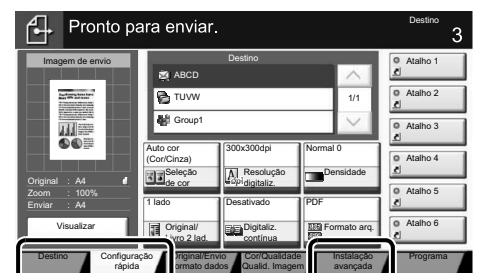 Pronto para enviar.
Destino
3
Imagem de envio
Original : A4
Zoom : 100%
Enviar : A4
Visualizar
Destino
ABCD
TUVW
Group1
1/1
Auto cor
(Cor/Cinza)
Seleção
de cor
300x300dpi
Resolução
digitaliz.
Normal 0
Densidade
1 lado
Original/
Livro 2 lad.
Desativado
Digitaliz.
contínua
PDF
Formato arq.
Atalho 1
Atalho 2
Atalho 3
Atalho 4
Atalho 5
Atalho 6
Destino
Configuração
rápida
Original/Envio
Formato dados
Cor/Qualidade
Qualid. Imagem
Instalação
avançada
Programa